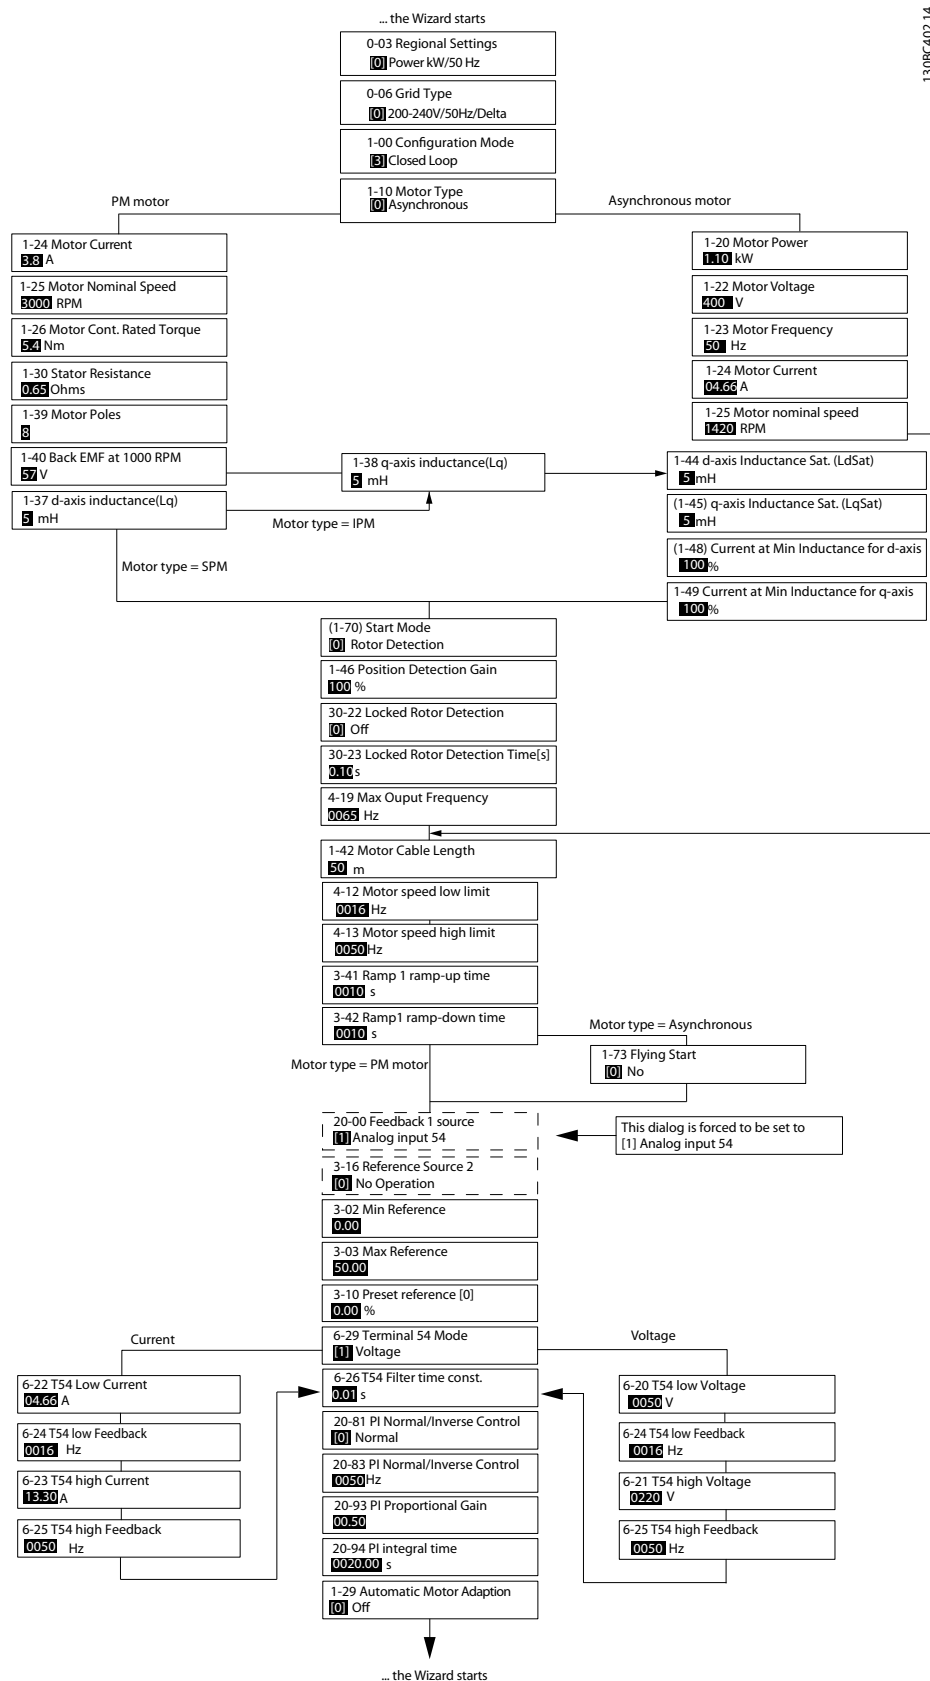 ... the Wizard starts
130BC402.14
0-03 Regional Settings
[0] Power kW/50 Hz
0-06 Grid Type
[0] 200-240V/50Hz/Delta
1-00 Configuration Mode
[3] Closed Loop
1-10 Motor Type
[0] Asynchronous
PM motor
Asynchronous motor
1-24 Motor Current
3.8 A
1-25 Motor Nominal Speed
3000 RPM
1-26 Motor Cont. Rated Torque
5.4 Nm
1-30 Stator Resistance
0.65 Ohms
1-39 Motor Poles
8
1-40 Back EMF at 1000 RPM
57 V
1-37 d-axis inductance(Lq)
5 mH
1-20 Motor Power
1.10 kW
1-22 Motor Voltage
400 V
1-23 Motor Frequency
50 Hz
1-24 Motor Current
04.66 A
1-25 Motor nominal speed
1420 RPM
1-38 q-axis inductance(Lq)
5 mH
Motor type = IPM
Motor type = SPM
1-44 d-axis Inductance Sat. (LdSat)
5 mH
(1-45) q-axis Inductance Sat. (LqSat)
5 mH
(1-48) Current at Min Inductance for d-axis
100 %
1-49 Current at Min Inductance for q-axis
100 %
(1-70) Start Mode
[0] Rotor Detection
1-46 Position Detection Gain
100 %
30-22 Locked Rotor Detection
[0] Off
30-23 Locked Rotor Detection Time[s]
0.10 s
4-19 Max Ouput Frequency
0065 Hz
1-42 Motor Cable Length
50 m
4-12 Motor speed low limit
0016 Hz
4-13 Motor speed high limit
0050 Hz
3-41 Ramp 1 ramp-up time
0010 s
3-42 Ramp1 ramp-down time
0010 s
Motor type = Asynchronous
1-73 Flying Start
[0] No
Motor type = PM motor
20-00 Feedback 1 source
[1] Analog input 54
This dialog is forced to be set to
[1] Analog input 54
3-16 Reference Source 2
[0] No Operation
3-02 Min Reference
0.00
3-03 Max Reference
50.00
3-10 Preset reference [0]
0.00 %
6-29 Terminal 54 Mode
[1] Voltage
Current
Voltage
6-22 T54 Low Current
04.66 A
6-24 T54 low Feedback
0016 Hz
6-23 T54 high Current
13.30 A
6-25 T54 high Feedback
0050 Hz
6-26 T54 Filter time const.
0.01 s
20-81 PI Normal/Inverse Control
[0] Normal
20-83 PI Normal/Inverse Control
0050 Hz
20-93 PI Proportional Gain
00.50
20-94 PI integral time
0020.00 s
1-29 Automatic Motor Adaption
[0] Off
6-20 T54 low Voltage
0050 V
6-24 T54 low Feedback
0016 Hz
6-21 T54 high Voltage
0220 V
6-25 T54 high Feedback
0050 Hz
... the Wizard starts